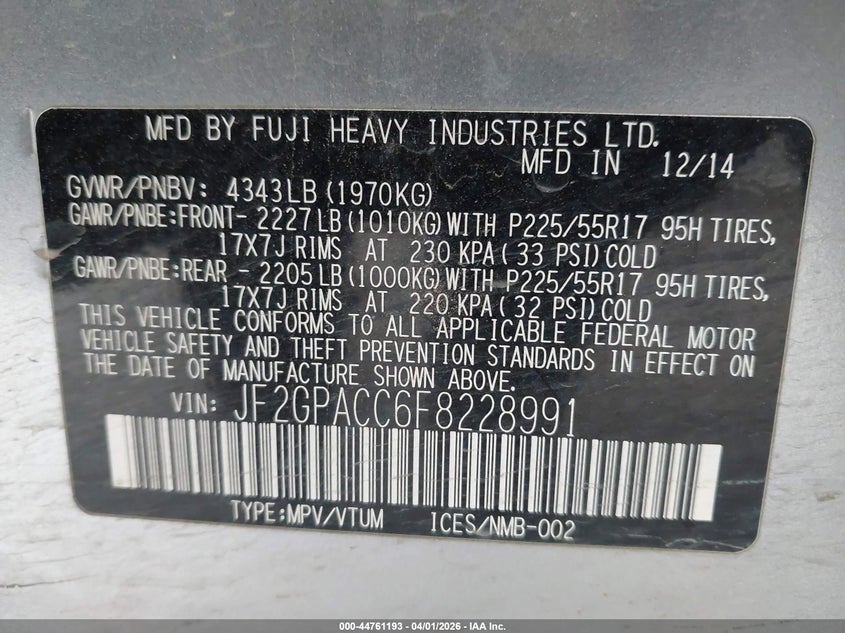 MFD BY FUJI HEAVY INDUSTRIES LTD.
MFD IN 12/14
GVWR/PNBV: 4343LB (1970KG)
GAWR/PNBE:FRONT- 2227 LB (1010KG) WITH P225/55R17 95H TIRES,
17X7J RIMS AT 230 KPA ( 33 PSI) COLD
GAWR/PNBE:REAR - 2205 LB (1000KG) WITH P225/55R17 95H TIRES,
17X7J RIMS AT 220 KPA ( 32 PSI) COLD
THIS VEHICLE CONFORMS TO ALL APPLICABLE FEDERAL MOTOR
VEHICLE SAFETY AND THEFT PREVENTION STANDARDS IN EFFECT ON
THE DATE OF MANUFACTURE SHOWN ABOVE.
VIN: JF2GPACC6F8228991
TYPE:MPV/VTUM ICES/NMB-002
000-44761193 - 04/01/2026 - IAA Inc.